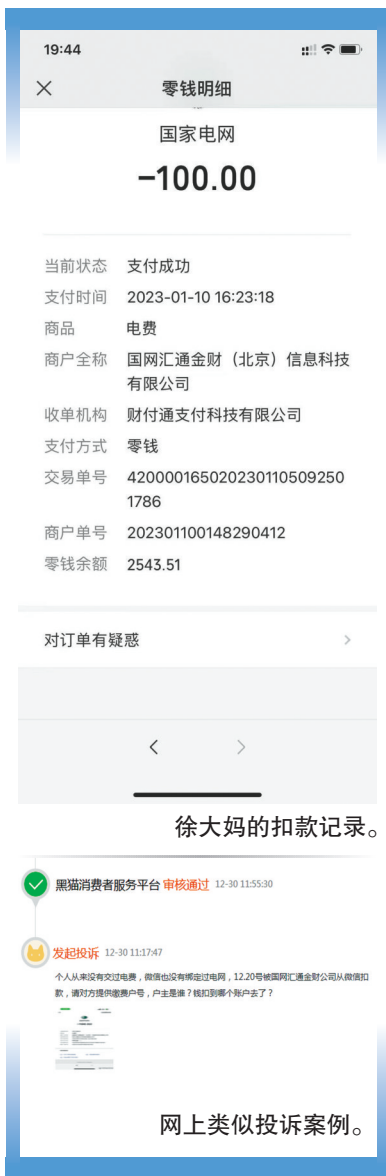 19:44
零钱明细
国家电网
-100.00
当前状态 支付成功
支付时间 2023-01-10 16:23:18
商品 电费
商户全称 国网汇通金财（北京）信息科技
有限公司
收单机构 财付通支付科技有限公司
支付方式 零钱
交易单号 420000165020230110509250
1786
商户单号 202301100148290412
零钱余额 2543.51
对订单有疑惑
徐大妈的扣款记录。
黑猫消费者服务平台 审核通过 12-30 11:55:30
发起投诉 12-30 11:17:47
个人从来没有交过电费，微信也没有绑定过电网，12.20号被国网汇通金财公司从微信扣
款，请对方提供缴费户号，户主是谁？钱扣到哪个账户去了？
网上类似投诉案例。